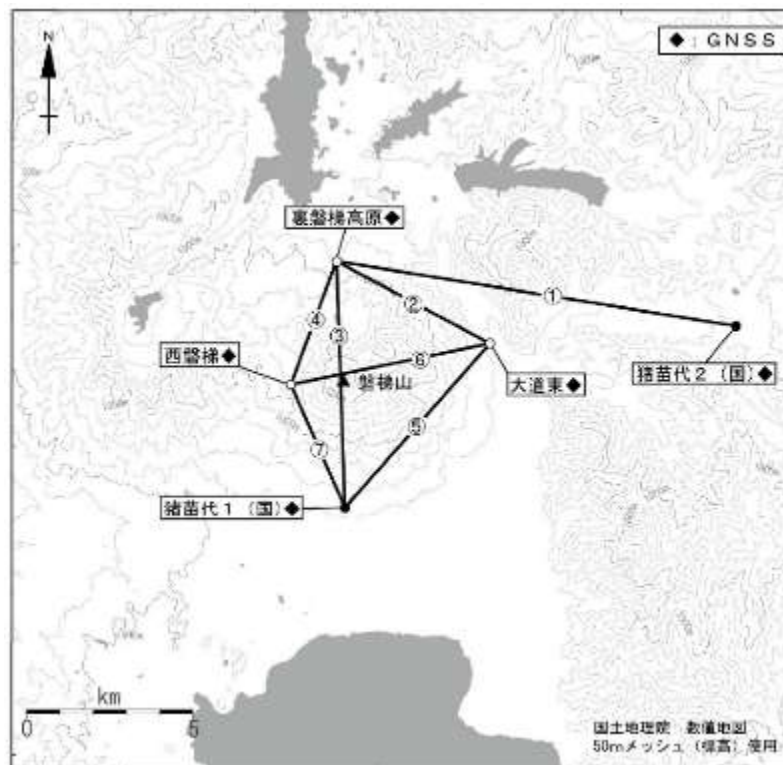 ◆：ＧＮＳＳ
N
裏磐梯高原◆
①
②
④
③
西磐梯◆
⑥
磐梯山
大道東◆
猪苗代２（国）◆
⑤
⑦
猪苗代１（国）◆
km
0
5
国土地理院 数値地図
50mメッシュ（標高）使用